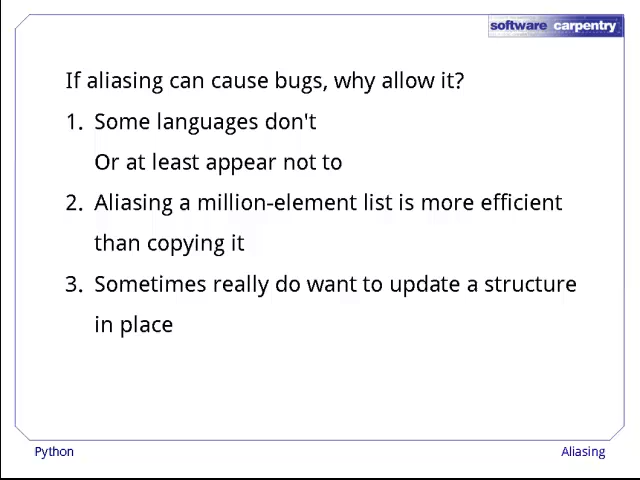 software carpentry
If aliasing can cause bugs, why allow it?
1. Some languages don't
Or at least appear not to
2. Aliasing a million-element list is more efficient
than copying it
3. Sometimes really do want to update a structure
in place
Python
Aliasing